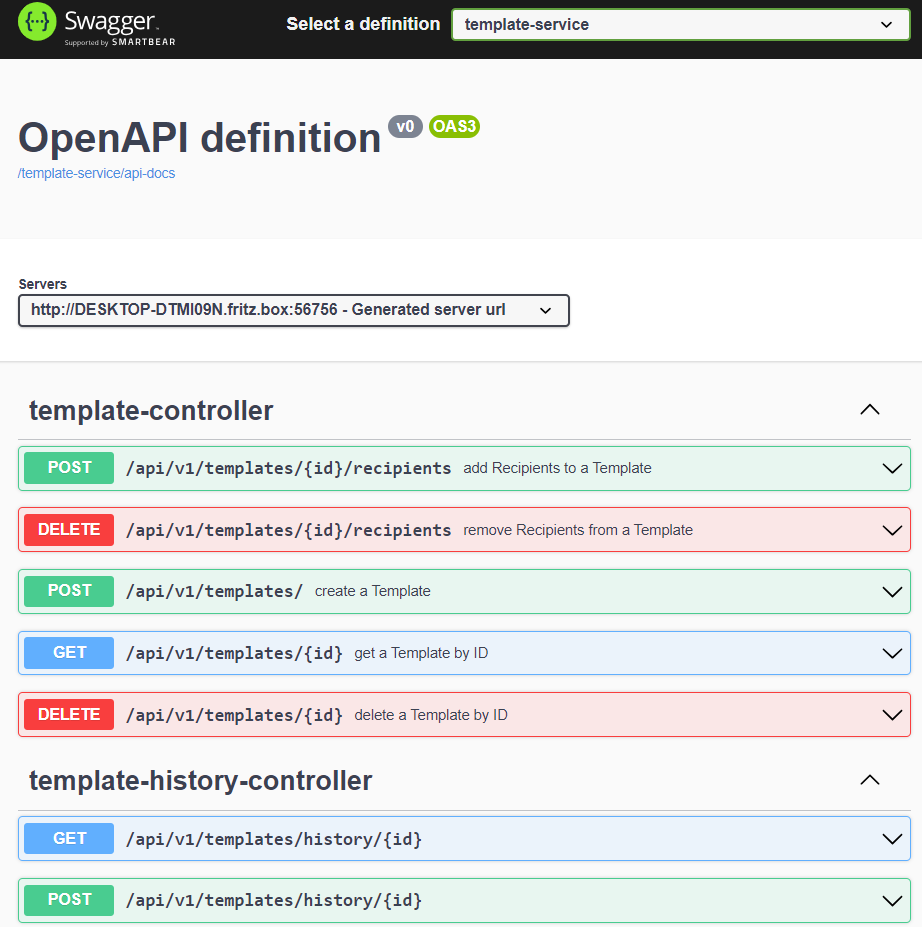 Swagger
Supported by SMARTBEAR
Select a definition
template-service
OpenAPI definition v0 OAS3
/template-service/api-docs
Servers
http://DESKTOP-DTMI09N.fritz.box:56756 - Generated server url
template-controller
POST /api/v1/templates/{id}/recipients add Recipients to a Template
DELETE /api/v1/templates/{id}/recipients remove Recipients from a Template
POST /api/v1/templates/ create a Template
GET /api/v1/templates/{id} get a Template by ID
DELETE /api/v1/templates/{id} delete a Template by ID
template-history-controller
GET /api/v1/templates/history/{id}
POST /api/v1/templates/history/{id}